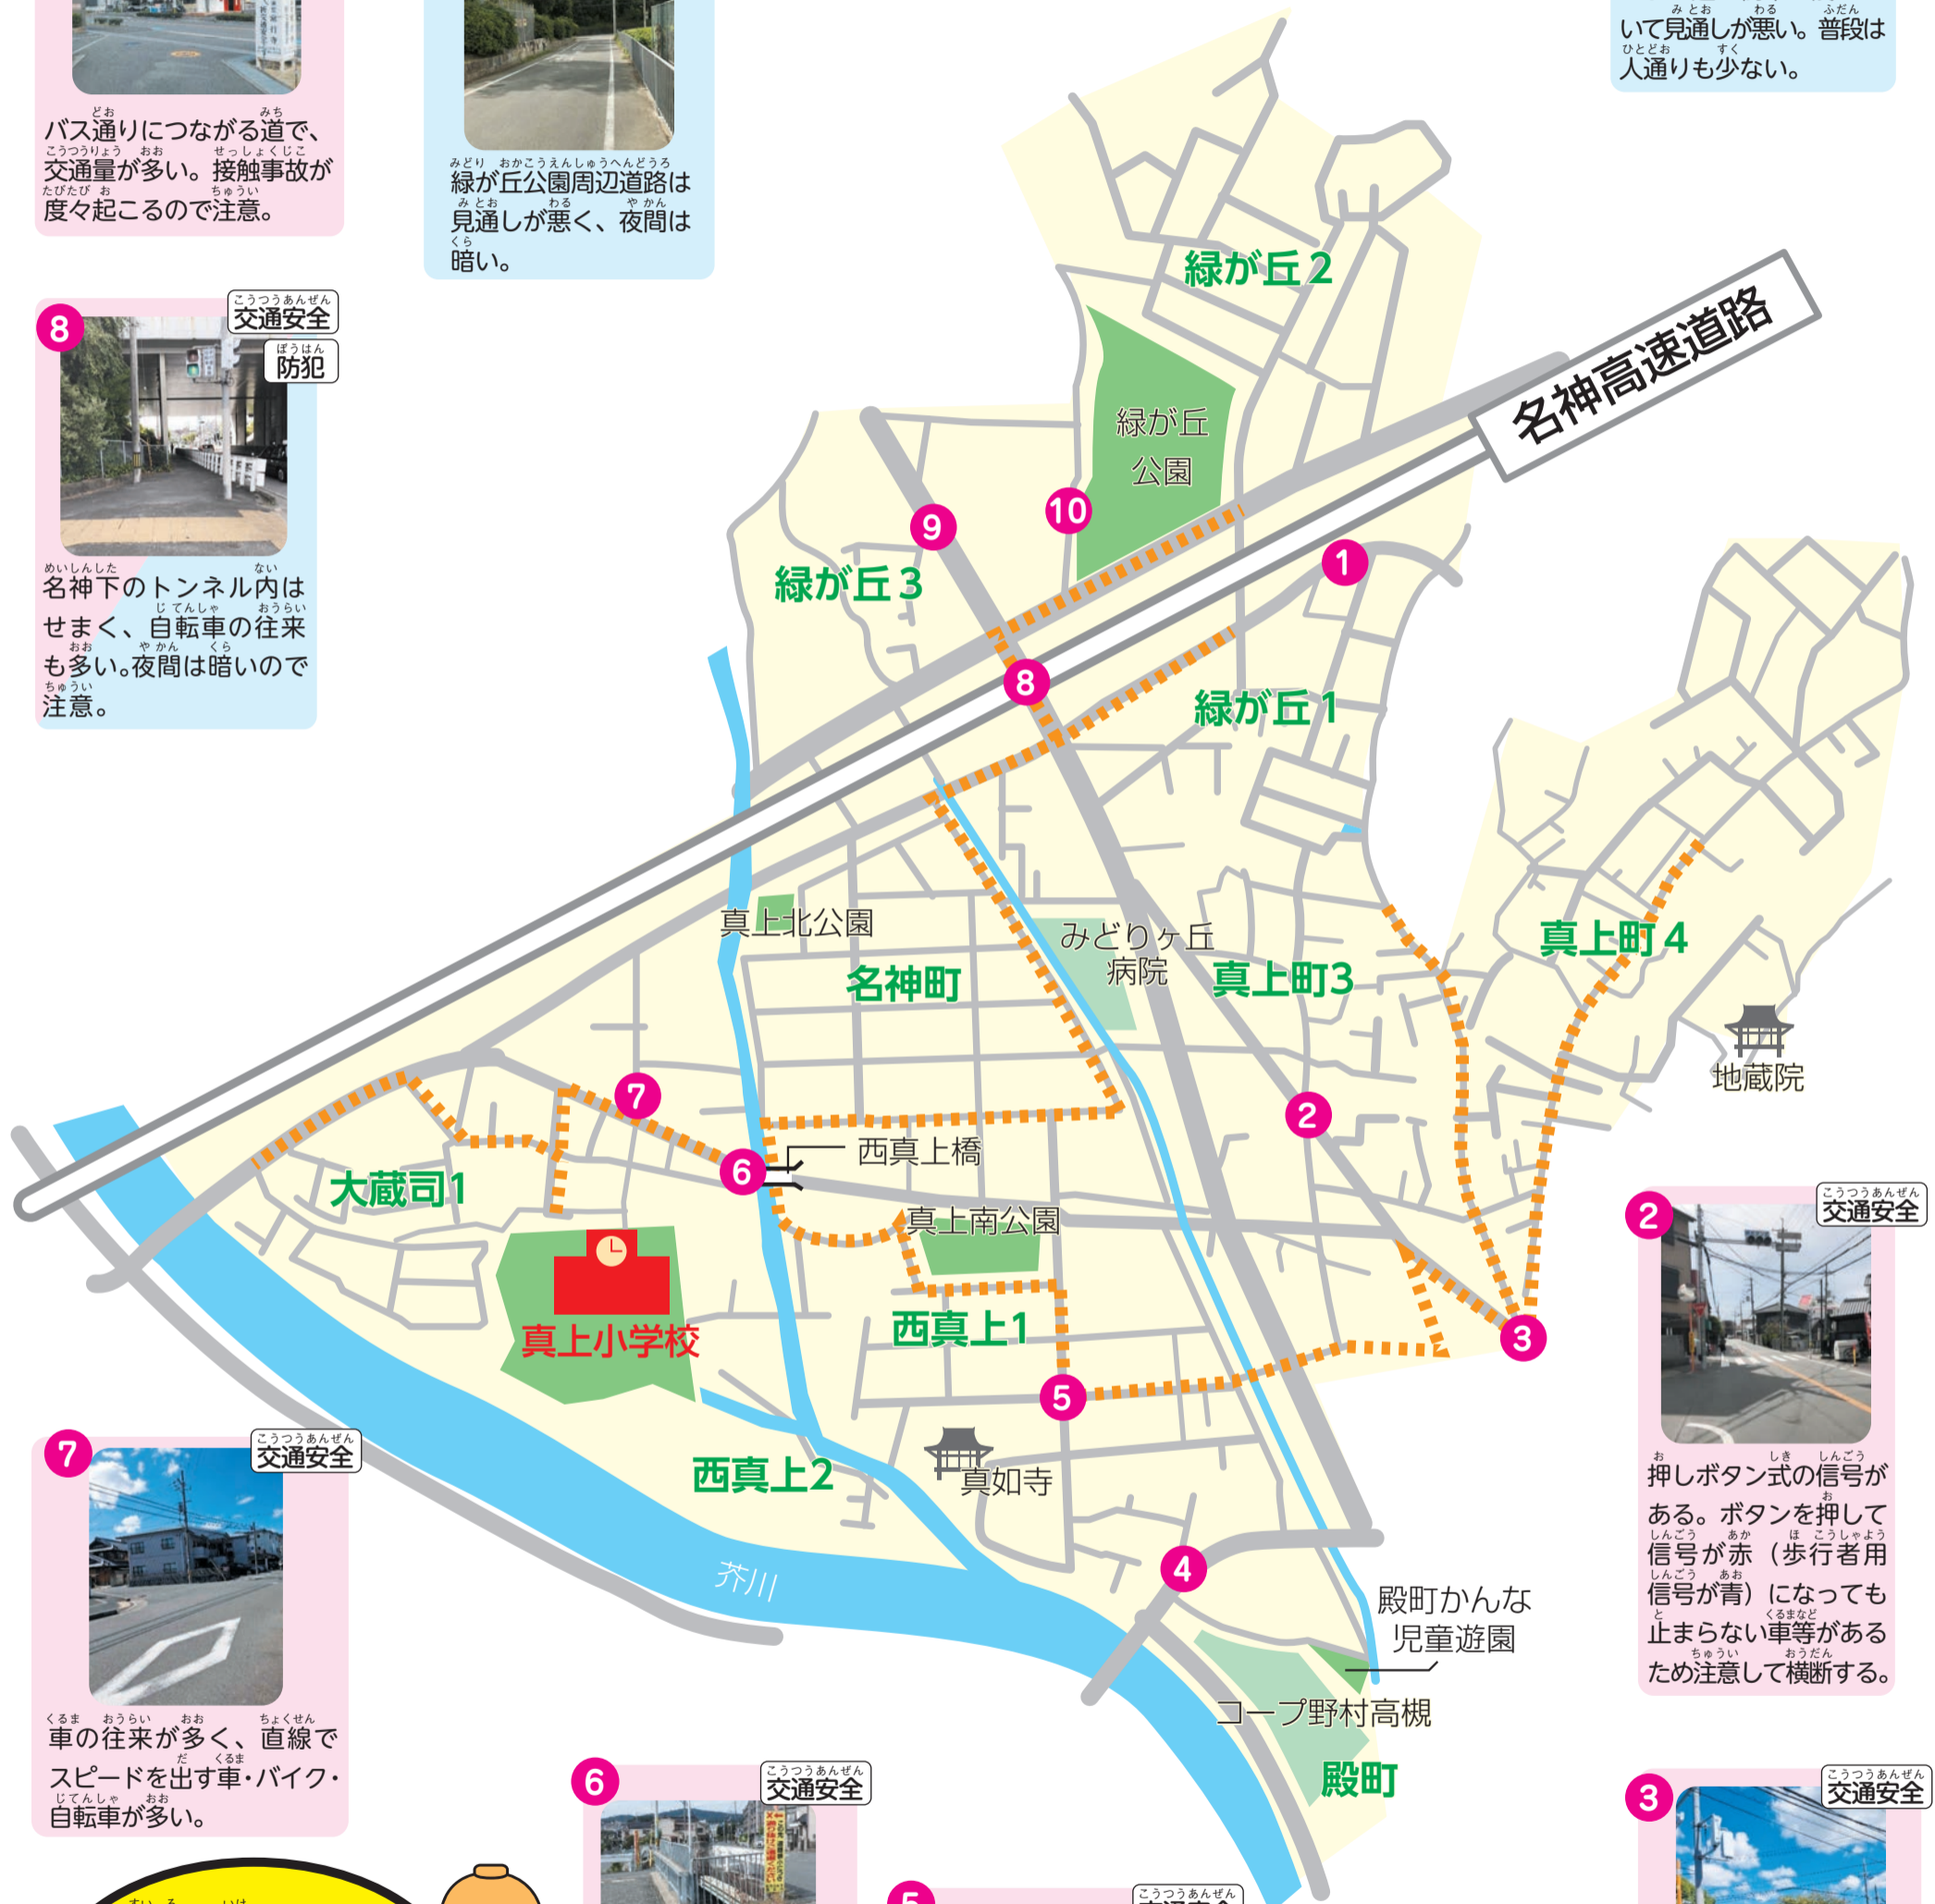 バス通りにつながる道で、
交通量が多い。接触事故が
度々起こるので注意。
緑が丘公園周辺道路は
見通しが悪く、夜間は
暗い。
いて見通しが悪い。普段は
人通りも少ない。
8
交通安全
防犯
名神下のトンネル内は
せまく、自転車の往来
も多い。夜間は暗いので
注意。
緑が丘2
名神高速道路
緑が丘
公園
10
9
1
緑が丘3
8
緑が丘1
真上北公園
名神町
みどりヶ丘
病院
真上町3
真上町4
地蔵院
7
2
6
西真上橋
大蔵司1
真上南公園
真上小学校
西真上1
3
5
西真上2
真如寺
芥川
4
殿町かんな
児童遊園
コープ野村高槻
殿町
2
交通安全
押しボタン式の信号が
ある。ボタンを押して
信号が赤（歩行者用
信号が青）になっても
止まらない車等がある
ため注意して横断する。
7
交通安全
車の往来が多く、直線で
スピードを出す車・バイク・
自転車が多い。
6
交通安全
5
交通安全
3
交通安全